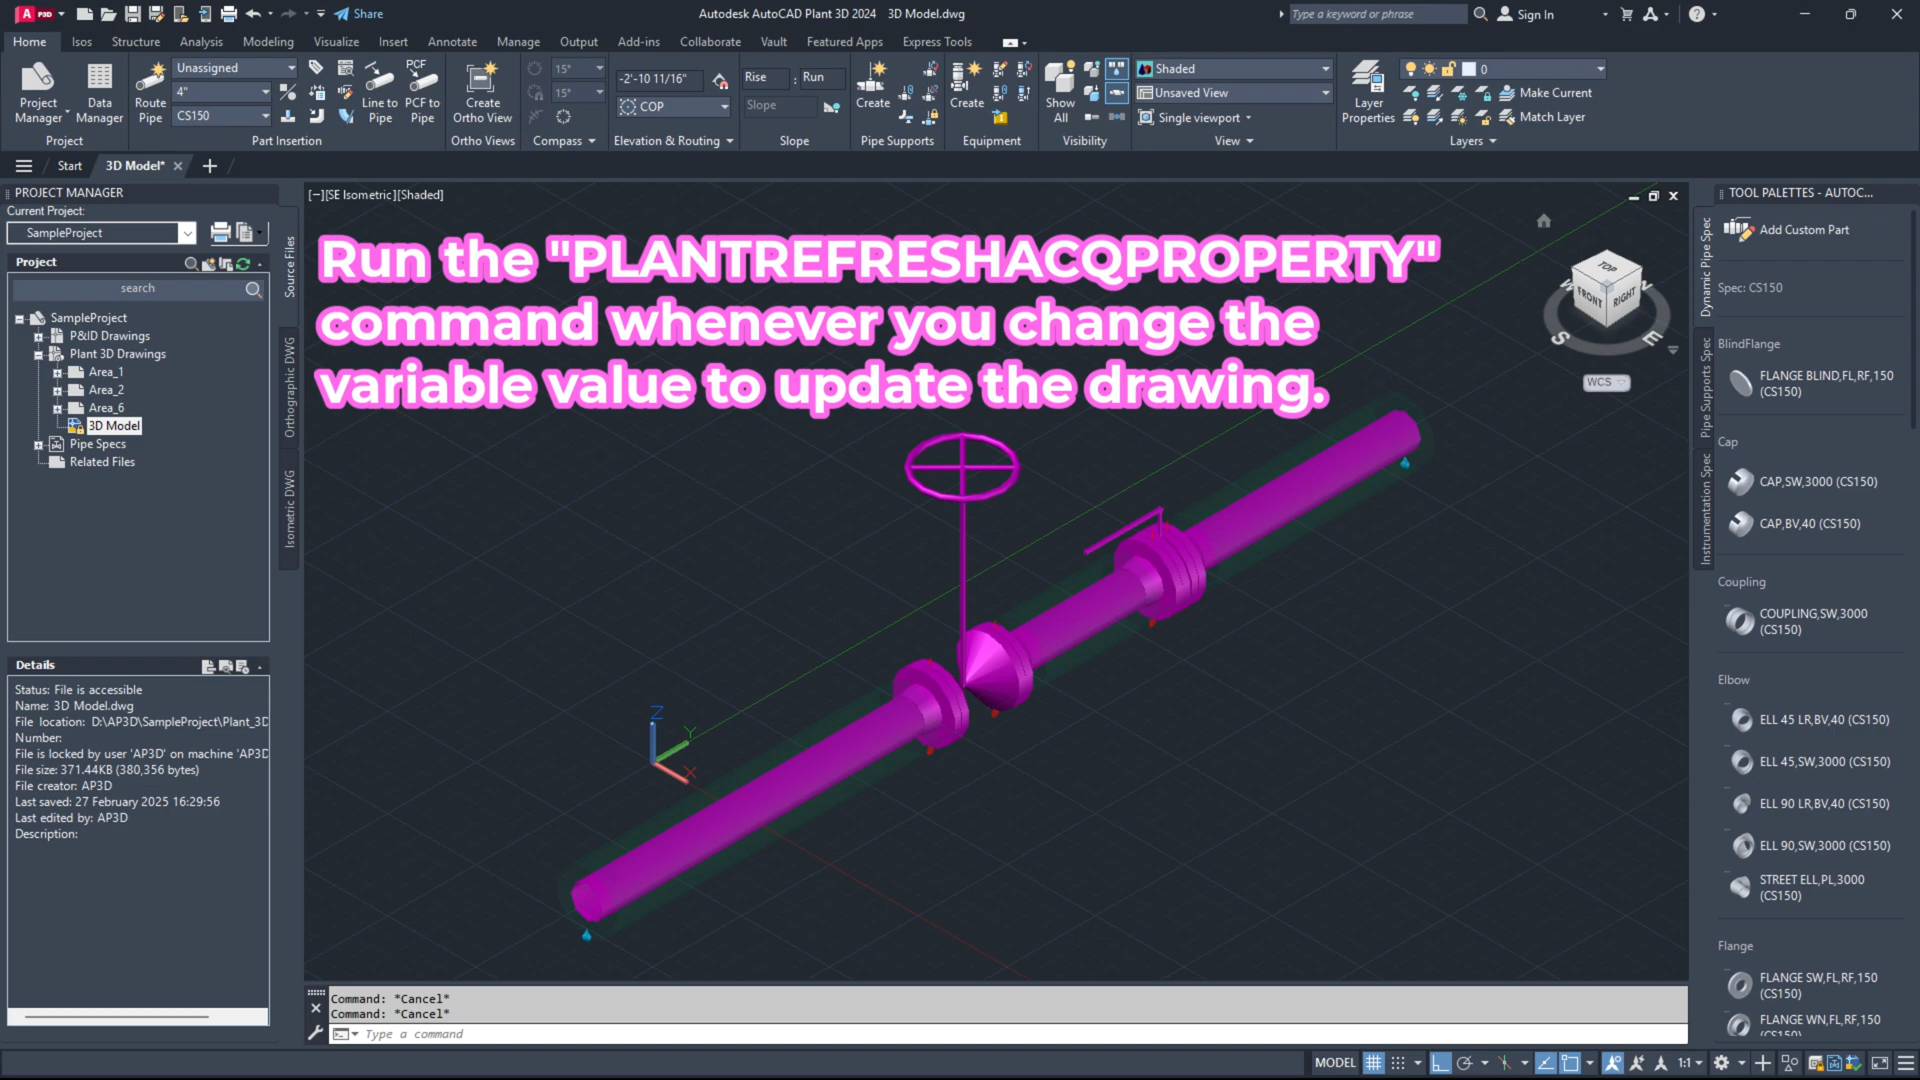 A P3D
Share
Autodesk AutoCAD Plant 3D 2024 3D Model.dwg
Type a keyword or phrase
Sign In
Home Isos Structure Analysis Modeling Visualize Insert Annotate Manage Output Add-ins Collaborate Vault Featured Apps Express Tools
Project Manager
Data Manager
Project
Route Pipe
Unassigned
4"
CS150
Line to Pipe
PCF
PCF to Pipe
Part Insertion
Create Ortho View
Ortho Views
15°
15°
Compass
-2'-10 11/16"
COP
Elevation & Routing
Rise : Run
Slope
Slope
Create
Pipe Supports
Create
Equipment
Show All
Visibility
Shaded
Unsaved View
Single viewport
View
Layer Properties
0
Make Current
Match Layer
Layers
Start
3D Model*
PROJECT MANAGER
Current Project:
SampleProject
Project
search
SampleProject
P&ID Drawings
Plant 3D Drawings
Area_1
Area_2
Area_6
3D Model
Pipe Specs
Related Files
Source Files
Orthographic DWG
Isometric DWG
Details
Status: File is accessible
Name: 3D Model.dwg
File location: D:\AP3D\SampleProject\Plant_3D
Number:
File is locked by user 'AP3D' on machine 'AP3D
File size: 371.44KB (380,356 bytes)
File creator: AP3D
Last saved: 27 February 2025 16:29:56
Last edited by: AP3D
Description:
[−][SE Isometric][Shaded]
Run the "PLANTREFRESHACQPROPERTY"
command whenever you change the
variable value to update the drawing.
TOP
FRONT
RIGHT
W
S
E
WCS
Z
Y
X
Command: *Cancel*
Command: *Cancel*
Type a command
TOOL PALETTES - AUTOC...
Dynamic Pipe Spec
Pipe Supports Spec
Instrumentation Spec
Add Custom Part
Spec: CS150
BlindFlange
FLANGE BLIND,FL,RF,150
(CS150)
Cap
CAP,SW,3000 (CS150)
CAP,BV,40 (CS150)
Coupling
COUPLING,SW,3000
(CS150)
Elbow
ELL 45 LR,BV,40 (CS150)
ELL 45,SW,3000 (CS150)
ELL 90 LR,BV,40 (CS150)
ELL 90,SW,3000 (CS150)
STREET ELL,PL,3000
(CS150)
Flange
FLANGE SW,FL,RF,150
(CS150)
FLANGE WN,FL,RF,150
(CS150)
MODEL
1:1